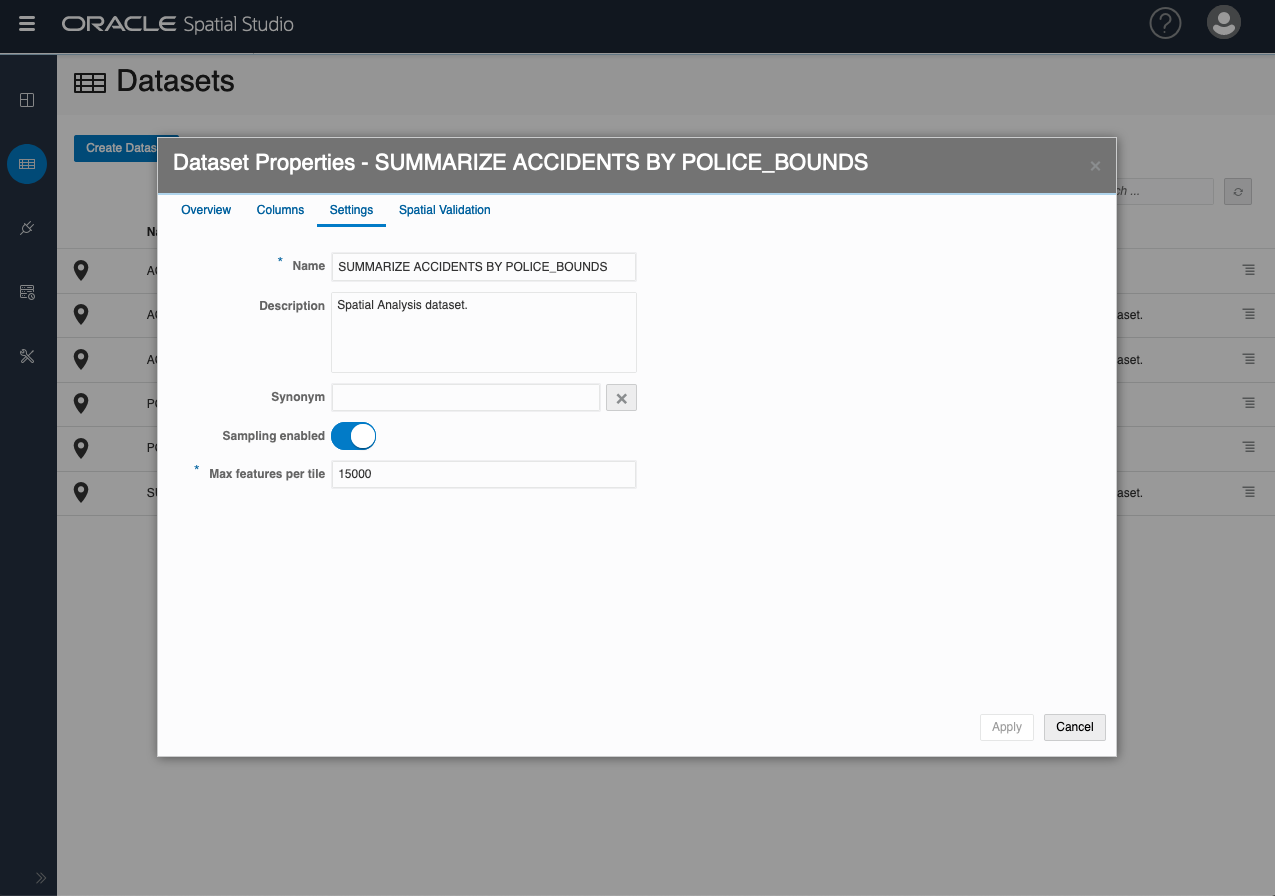 ORACLE Spatial Studio
?
Datasets
Create Datas
Dataset Properties - SUMMARIZE ACCIDENTS BY POLICE_BOUNDS
×
ch ...
Overview Columns Settings Spatial Validation
Na
* Name SUMMARIZE ACCIDENTS BY POLICE_BOUNDS
AC
Description Spatial Analysis dataset.
AC aset.
AC aset.
PO
Synonym
Sampling enabled
PO
* Max features per tile 15000
SU aset.
Apply Cancel